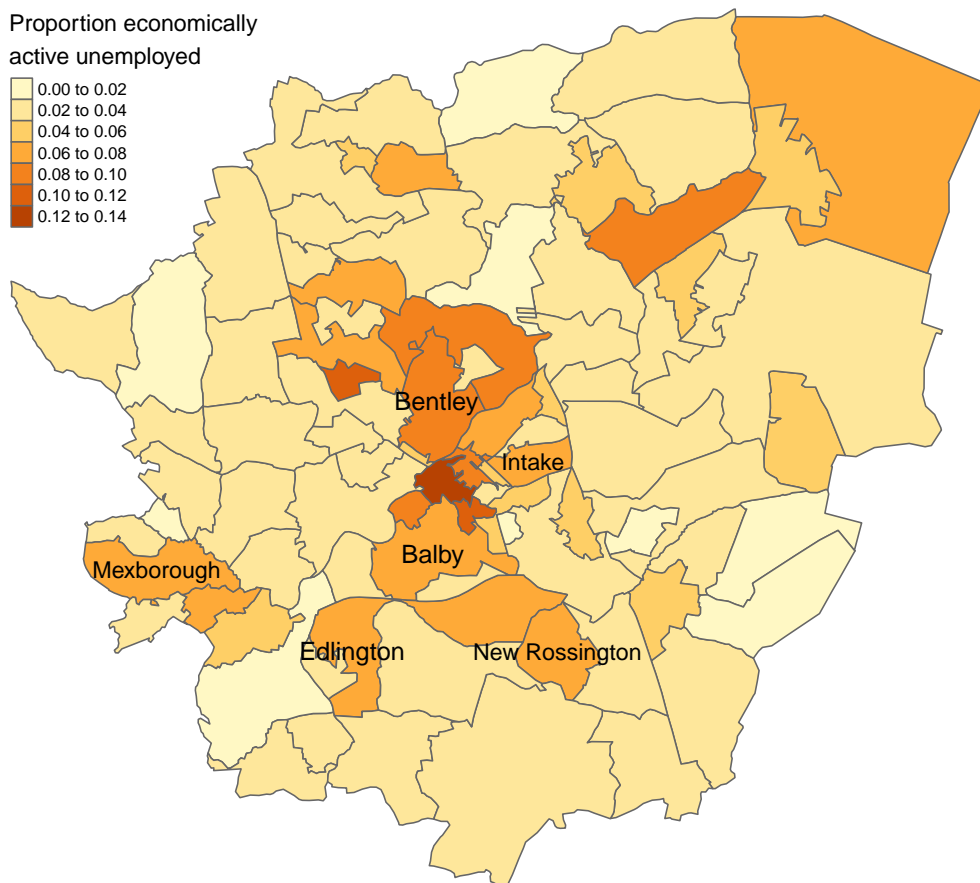 Proportion economically
active unemployed
0.00 to 0.02
0.02 to 0.04
0.04 to 0.06
0.06 to 0.08
0.08 to 0.10
0.10 to 0.12
0.12 to 0.14
Bentley
Intake
Balby
Mexborough
Edlington
New Rossington